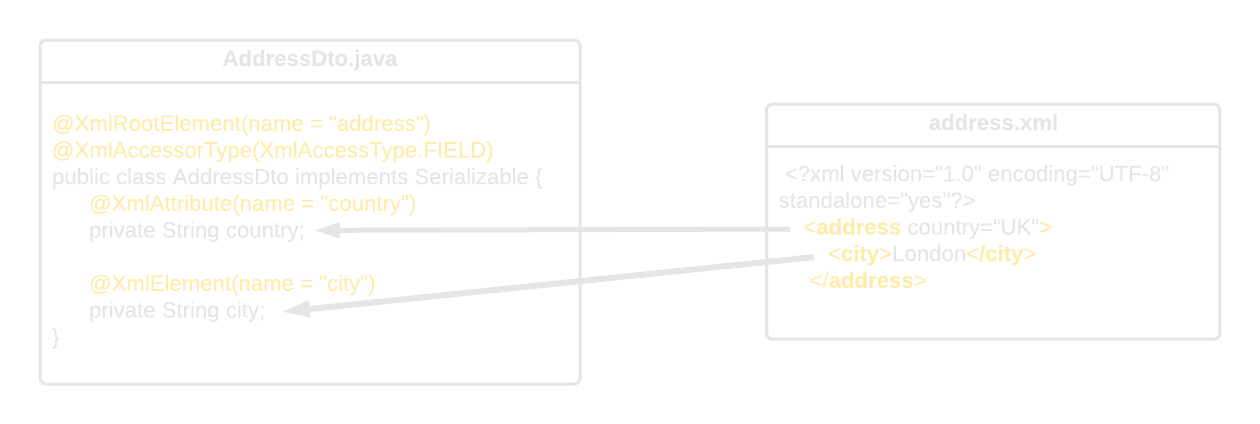 AddressDto.java
@XmlRootElement(name = "address")
@XmlAccessorType(XmlAccessType.FIELD)
public class AddressDto implements Serializable {
@XmlAttribute(name = "country")
private String country;
@XmlElement(name = "city")
private String city;
}
address.xml
<?xml version="1.0" encoding="UTF-8"
standalone="yes"?>
<address country=“UK">
<city>London</city>
</address>